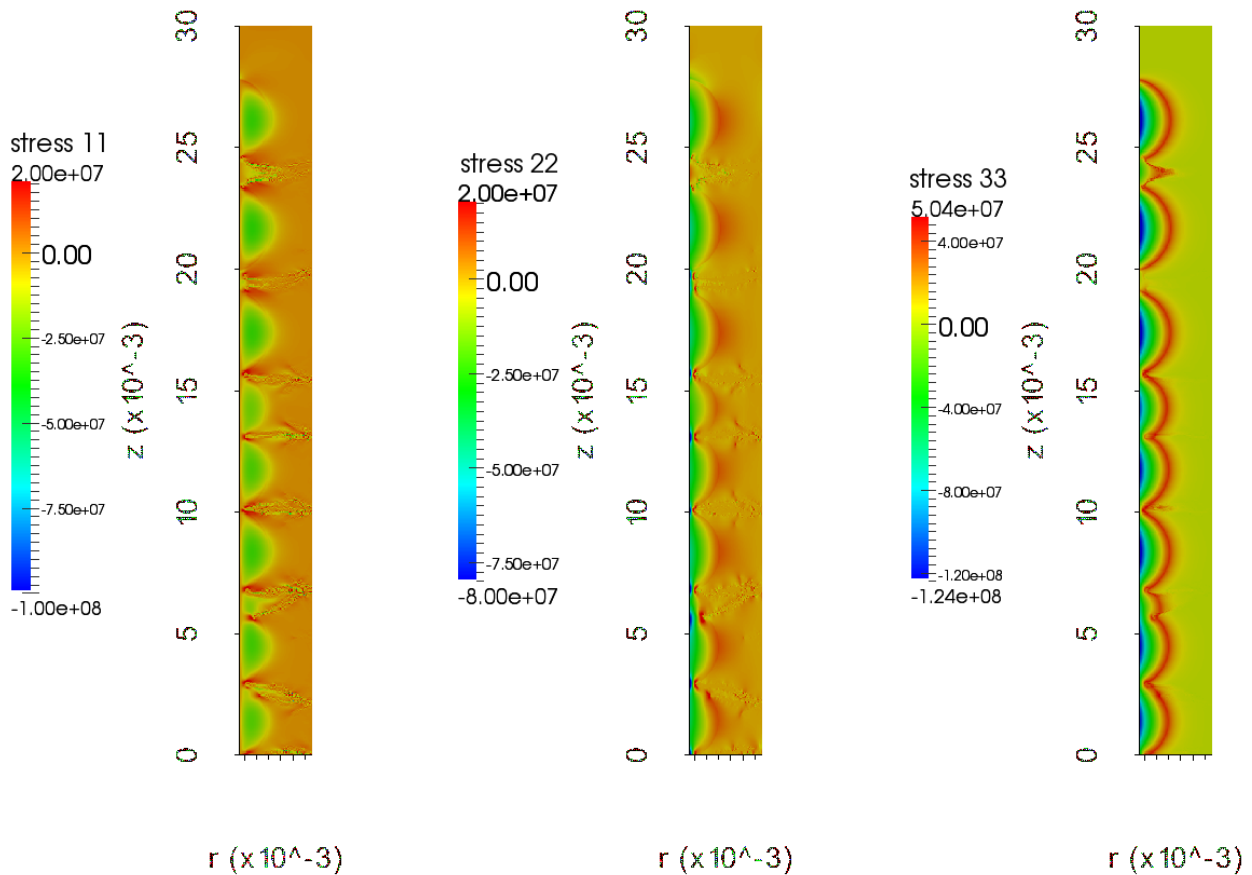 stress 11
2.00e+07
0.00
-2.50e+07
-5.00e+07
-7.50e+07
-1.00e+08
z (x10^-3)
30
25
20
15
10
5
0
r (x10^-3)
stress 22
2.00e+07
0.00
-2.50e+07
-5.00e+07
-7.50e+07
-8.00e+07
z (x10^-3)
30
25
20
15
10
5
0
r (x10^-3)
stress 33
5.04e+07
4.00e+07
0.00
-4.00e+07
-8.00e+07
-1.20e+08
-1.24e+08
z (x10^-3)
30
25
20
15
10
5
0
r (x10^-3)